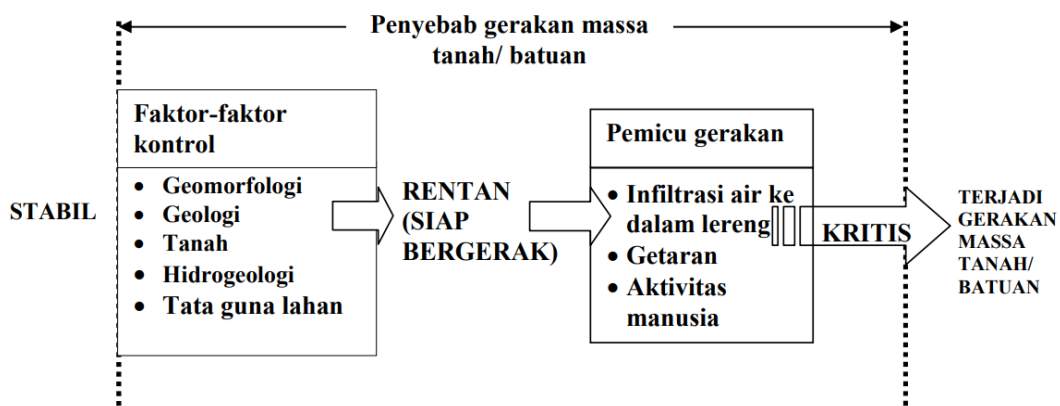 Penyebab gerakan massa
tanah/ batuan
STABIL
Faktor-faktor
kontrol
• Geomorfologi
• Geologi
• Tanah
• Hidrogeologi
• Tata guna lahan
RENTAN
(SIAP
BERGERAK)
Pemicu gerakan
• Infiltrasi air ke
dalam lereng
• Getaran
• Aktivitas
manusia
KRITIS
TERJADI
GERAKAN
MASSA
TANAH/
BATUAN